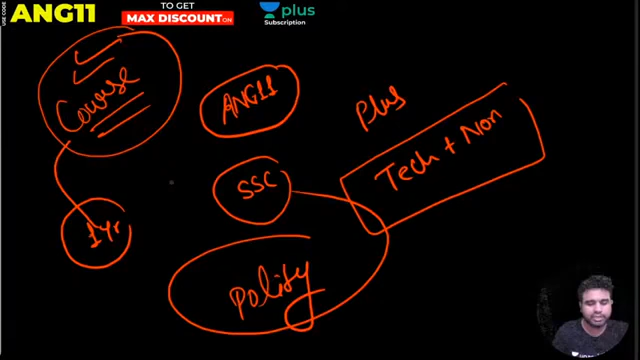 USE CODE
ANG11
TO GET
MAX DISCOUNT ON
plus
Subscription
Course
ANG11
Plus
Tech + Non
SSC
1 Yr
Polity